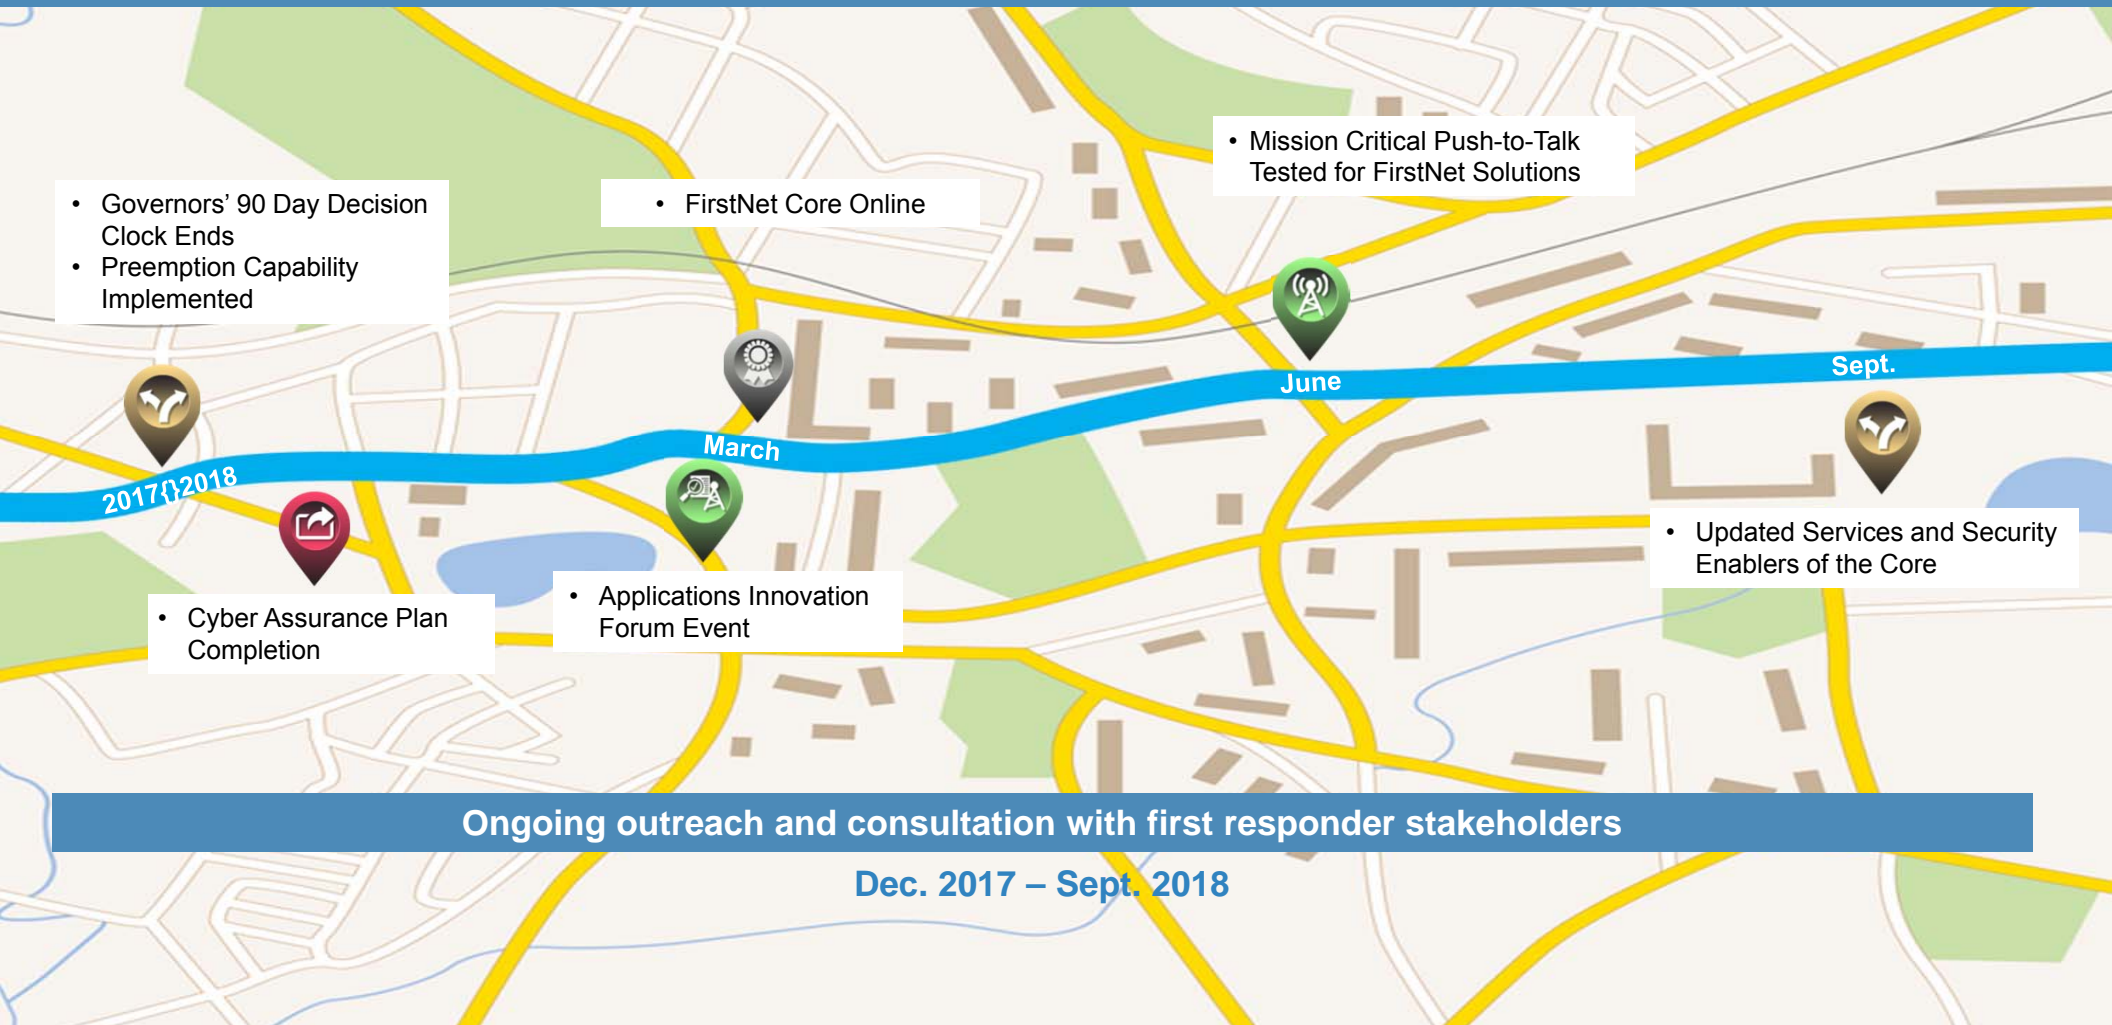 • Mission Critical Push-to-Talk
Tested for FirstNet Solutions
• Governors’ 90 Day Decision
Clock Ends
• Preemption Capability
Implemented
• FirstNet Core Online
Sept.
June
March
2017{}2018
• Updated Services and Security
Enablers of the Core
• Applications Innovation
Forum Event
• Cyber Assurance Plan
Completion
Ongoing outreach and consultation with first responder stakeholders
Dec. 2017 – Sept. 2018